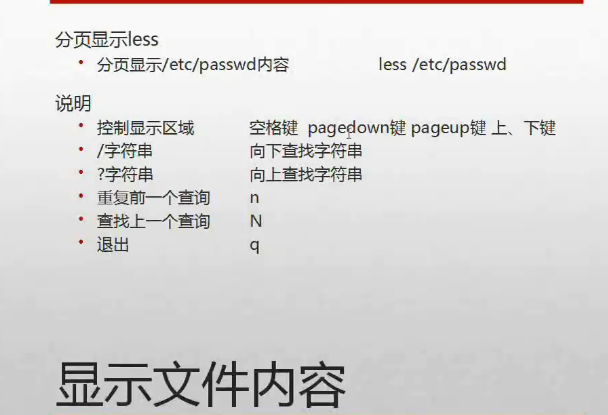 分页显示less
• 分页显示/etc/passwd内容 less /etc/passwd
说明
• 控制显示区域 空格键 pagedown键 pageup键 上、下键
• /字符串 向下查找字符串
• ?字符串 向上查找字符串
• 重复前一个查询 n
• 查找上一个查询 N
• 退出 q
显示文件内容